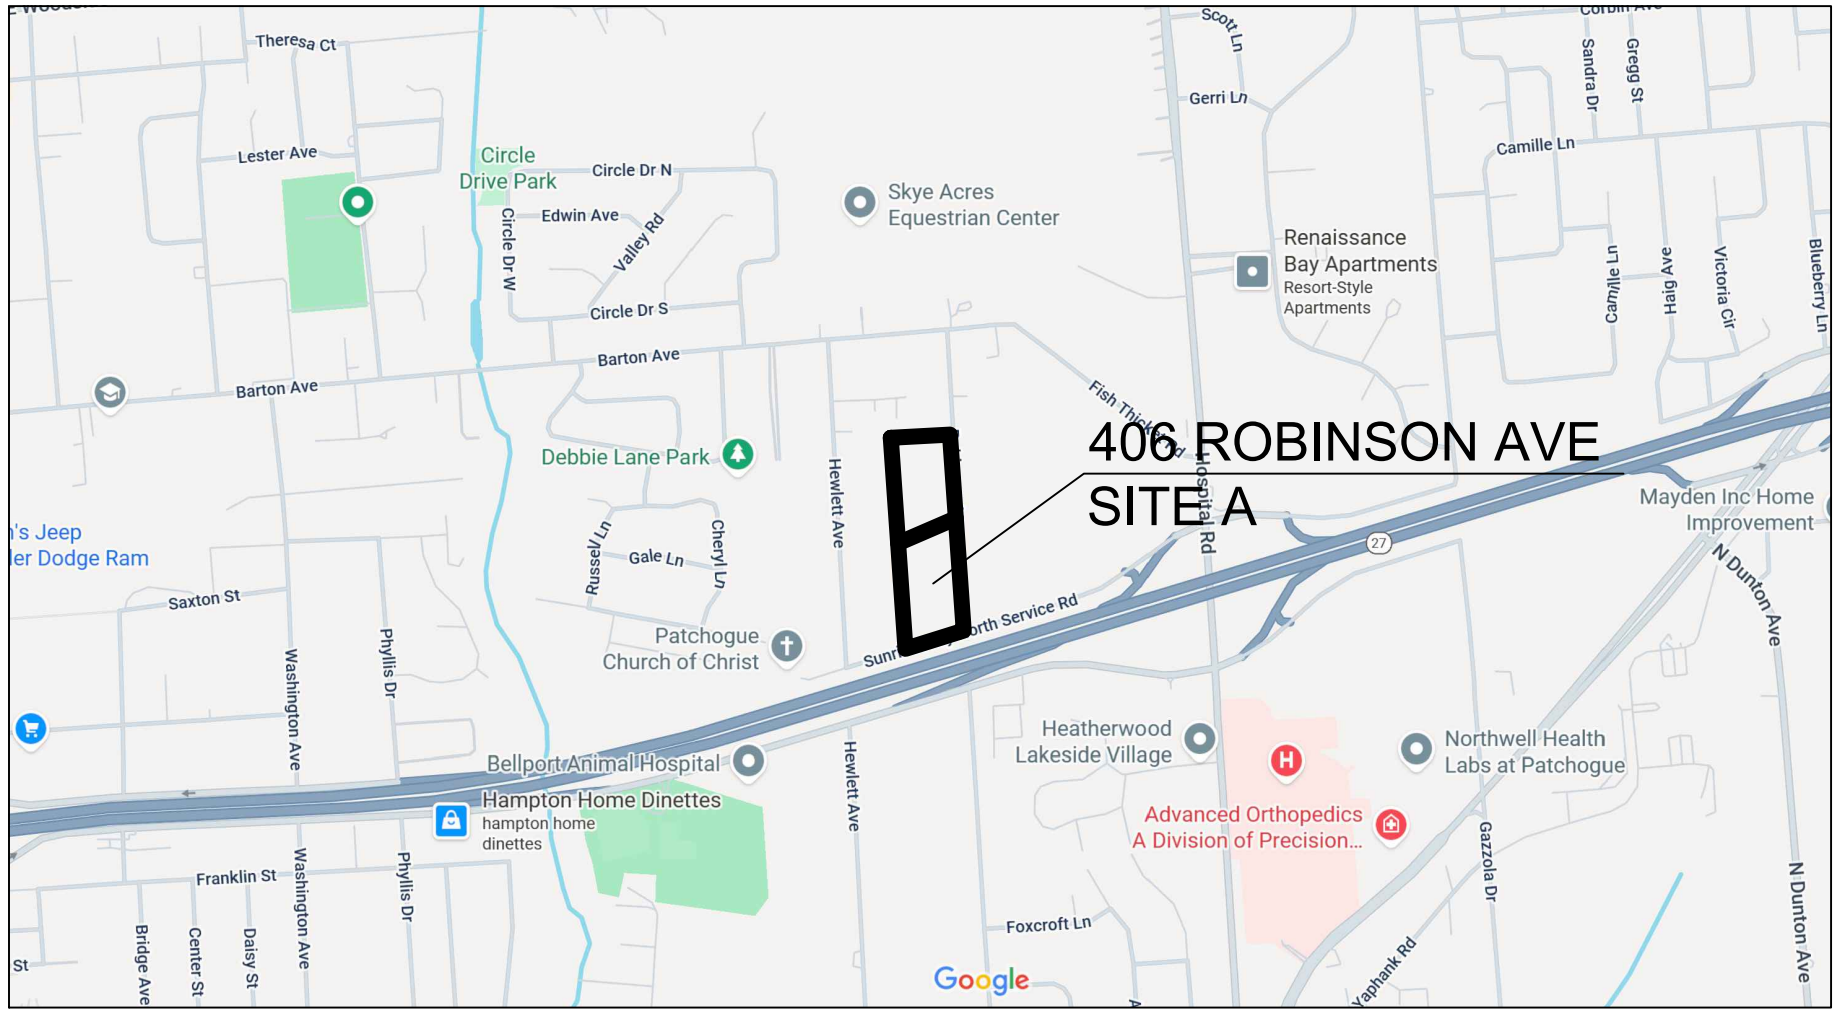 Theresa Ct
Scott Ln
Sandra Dr
Gregg St
Gerri Ln
Lester Ave
Circle
Drive Park
Circle Dr N
Camille Ln
Skye Acres
Equestrian Center
Edwin Ave
Circle Dr W
Valley Rd
Renaissance
Bay Apartments
Resort-Style
Apartments
Camille Ln
Haig Ave
Victoria Cir
Blueberry Ln
Circle Dr S
Barton Ave
Barton Ave
Fish Thicket Rd
406 ROBINSON AVE
SITE A
Debbie Lane Park
Hewlett Ave
Hospital Rd
Mayden Inc Home
Improvement
27
n's Jeep
ler Dodge Ram
Russell Ln
Gale Ln
Cheryl Ln
N Dunton Ave
Saxton St
Patchogue
Church of Christ
orth Service Rd
Phyllis Dr
Washington Ave
Heatherwood
Lakeside Village
Northwell Health
Labs at Patchogue
Bellport Animal Hospital
Hewlett Ave
H
Hampton Home Dinettes
hampton home
dinettes
Advanced Orthopedics
A Division of Precision...
Gazzola Dr
Franklin St
Washington Ave
Phyllis Dr
N Dunton Ave
Foxcroft Ln
Bridge Ave
Center St
Daisy St
St
Yaphank Rd
Google